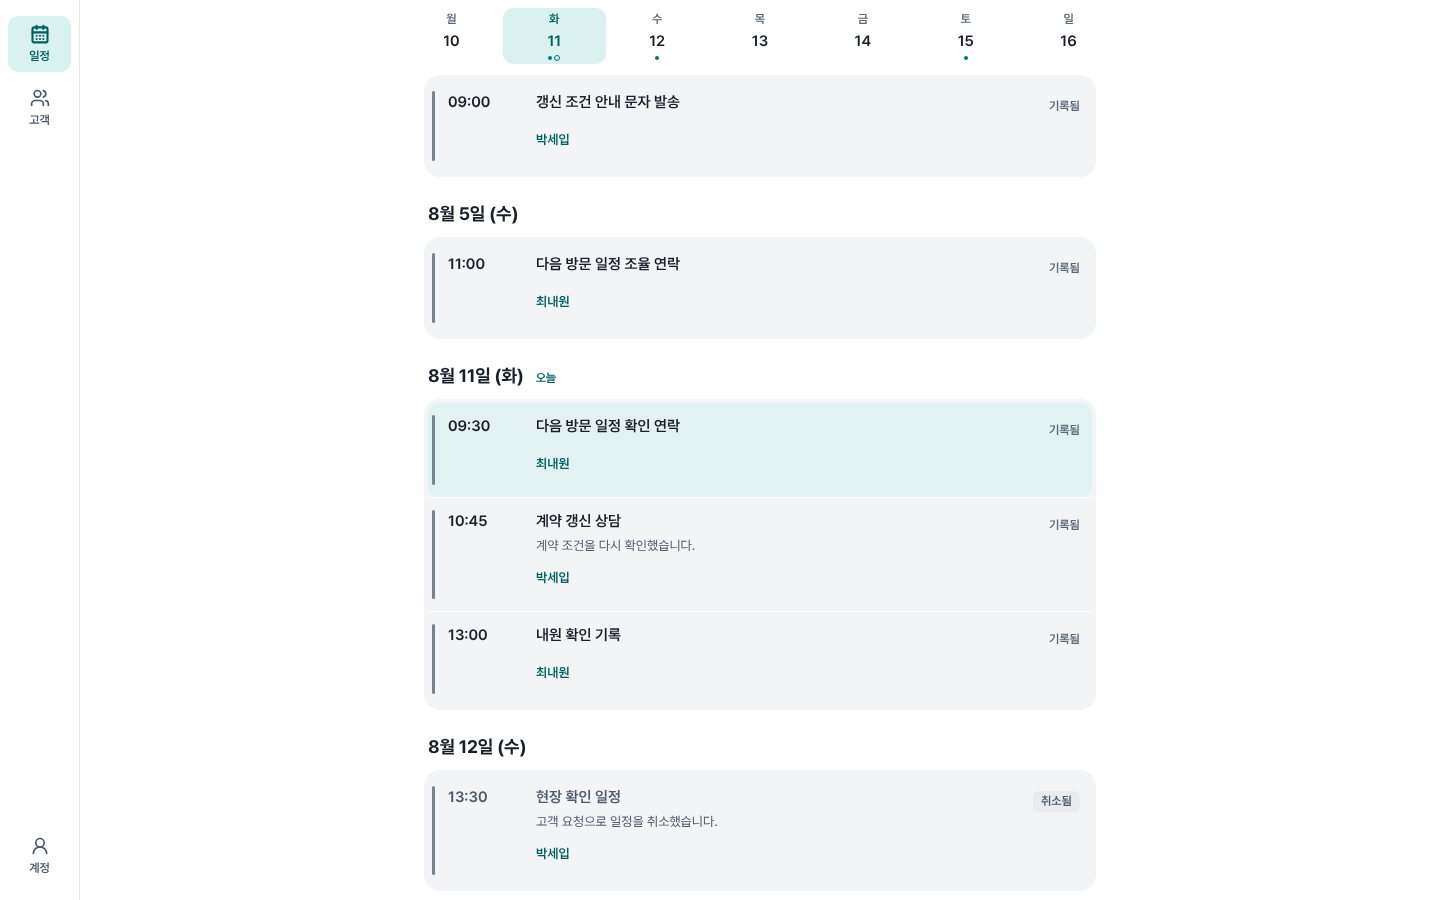 일정
고객
계정
월 화 수 목 금 토 일
10 11 12 13 14 15 16
09:00 갱신 조건 안내 문자 발송 기록됨
박세입
8월 5일 (수)
11:00 다음 방문 일정 조율 연락 기록됨
최내원
8월 11일 (화) 오늘
09:30 다음 방문 일정 확인 연락 기록됨
최내원
10:45 계약 갱신 상담 기록됨
계약 조건을 다시 확인했습니다.
박세입
13:00 내원 확인 기록 기록됨
최내원
8월 12일 (수)
13:30 현장 확인 일정 취소됨
고객 요청으로 일정을 취소했습니다.
박세입